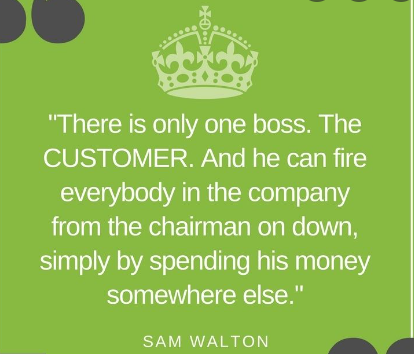 "There is only one boss. The
CUSTOMER. And he can fire
everybody in the company
from the chairman on down,
simply by spending his money
somewhere else."
SAM WALTON